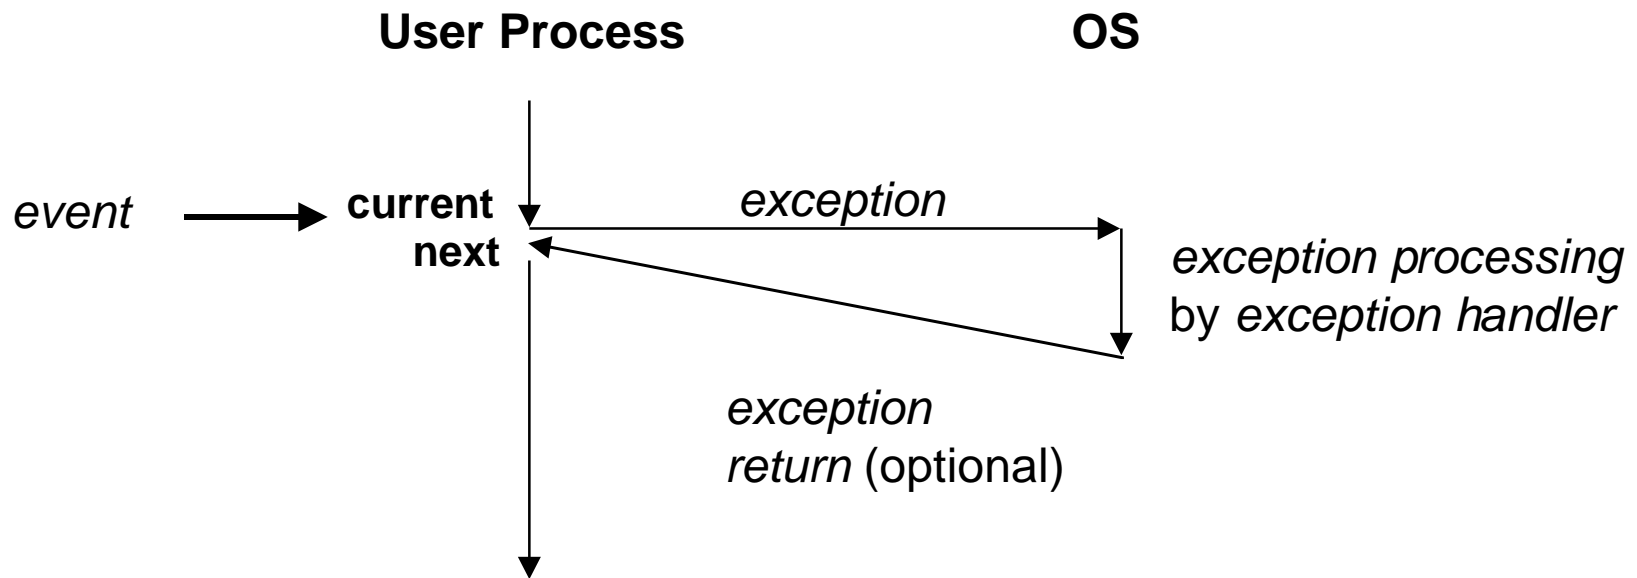 User Process
OS
event
current
next
exception
exception processing
by exception handler
exception
return (optional)